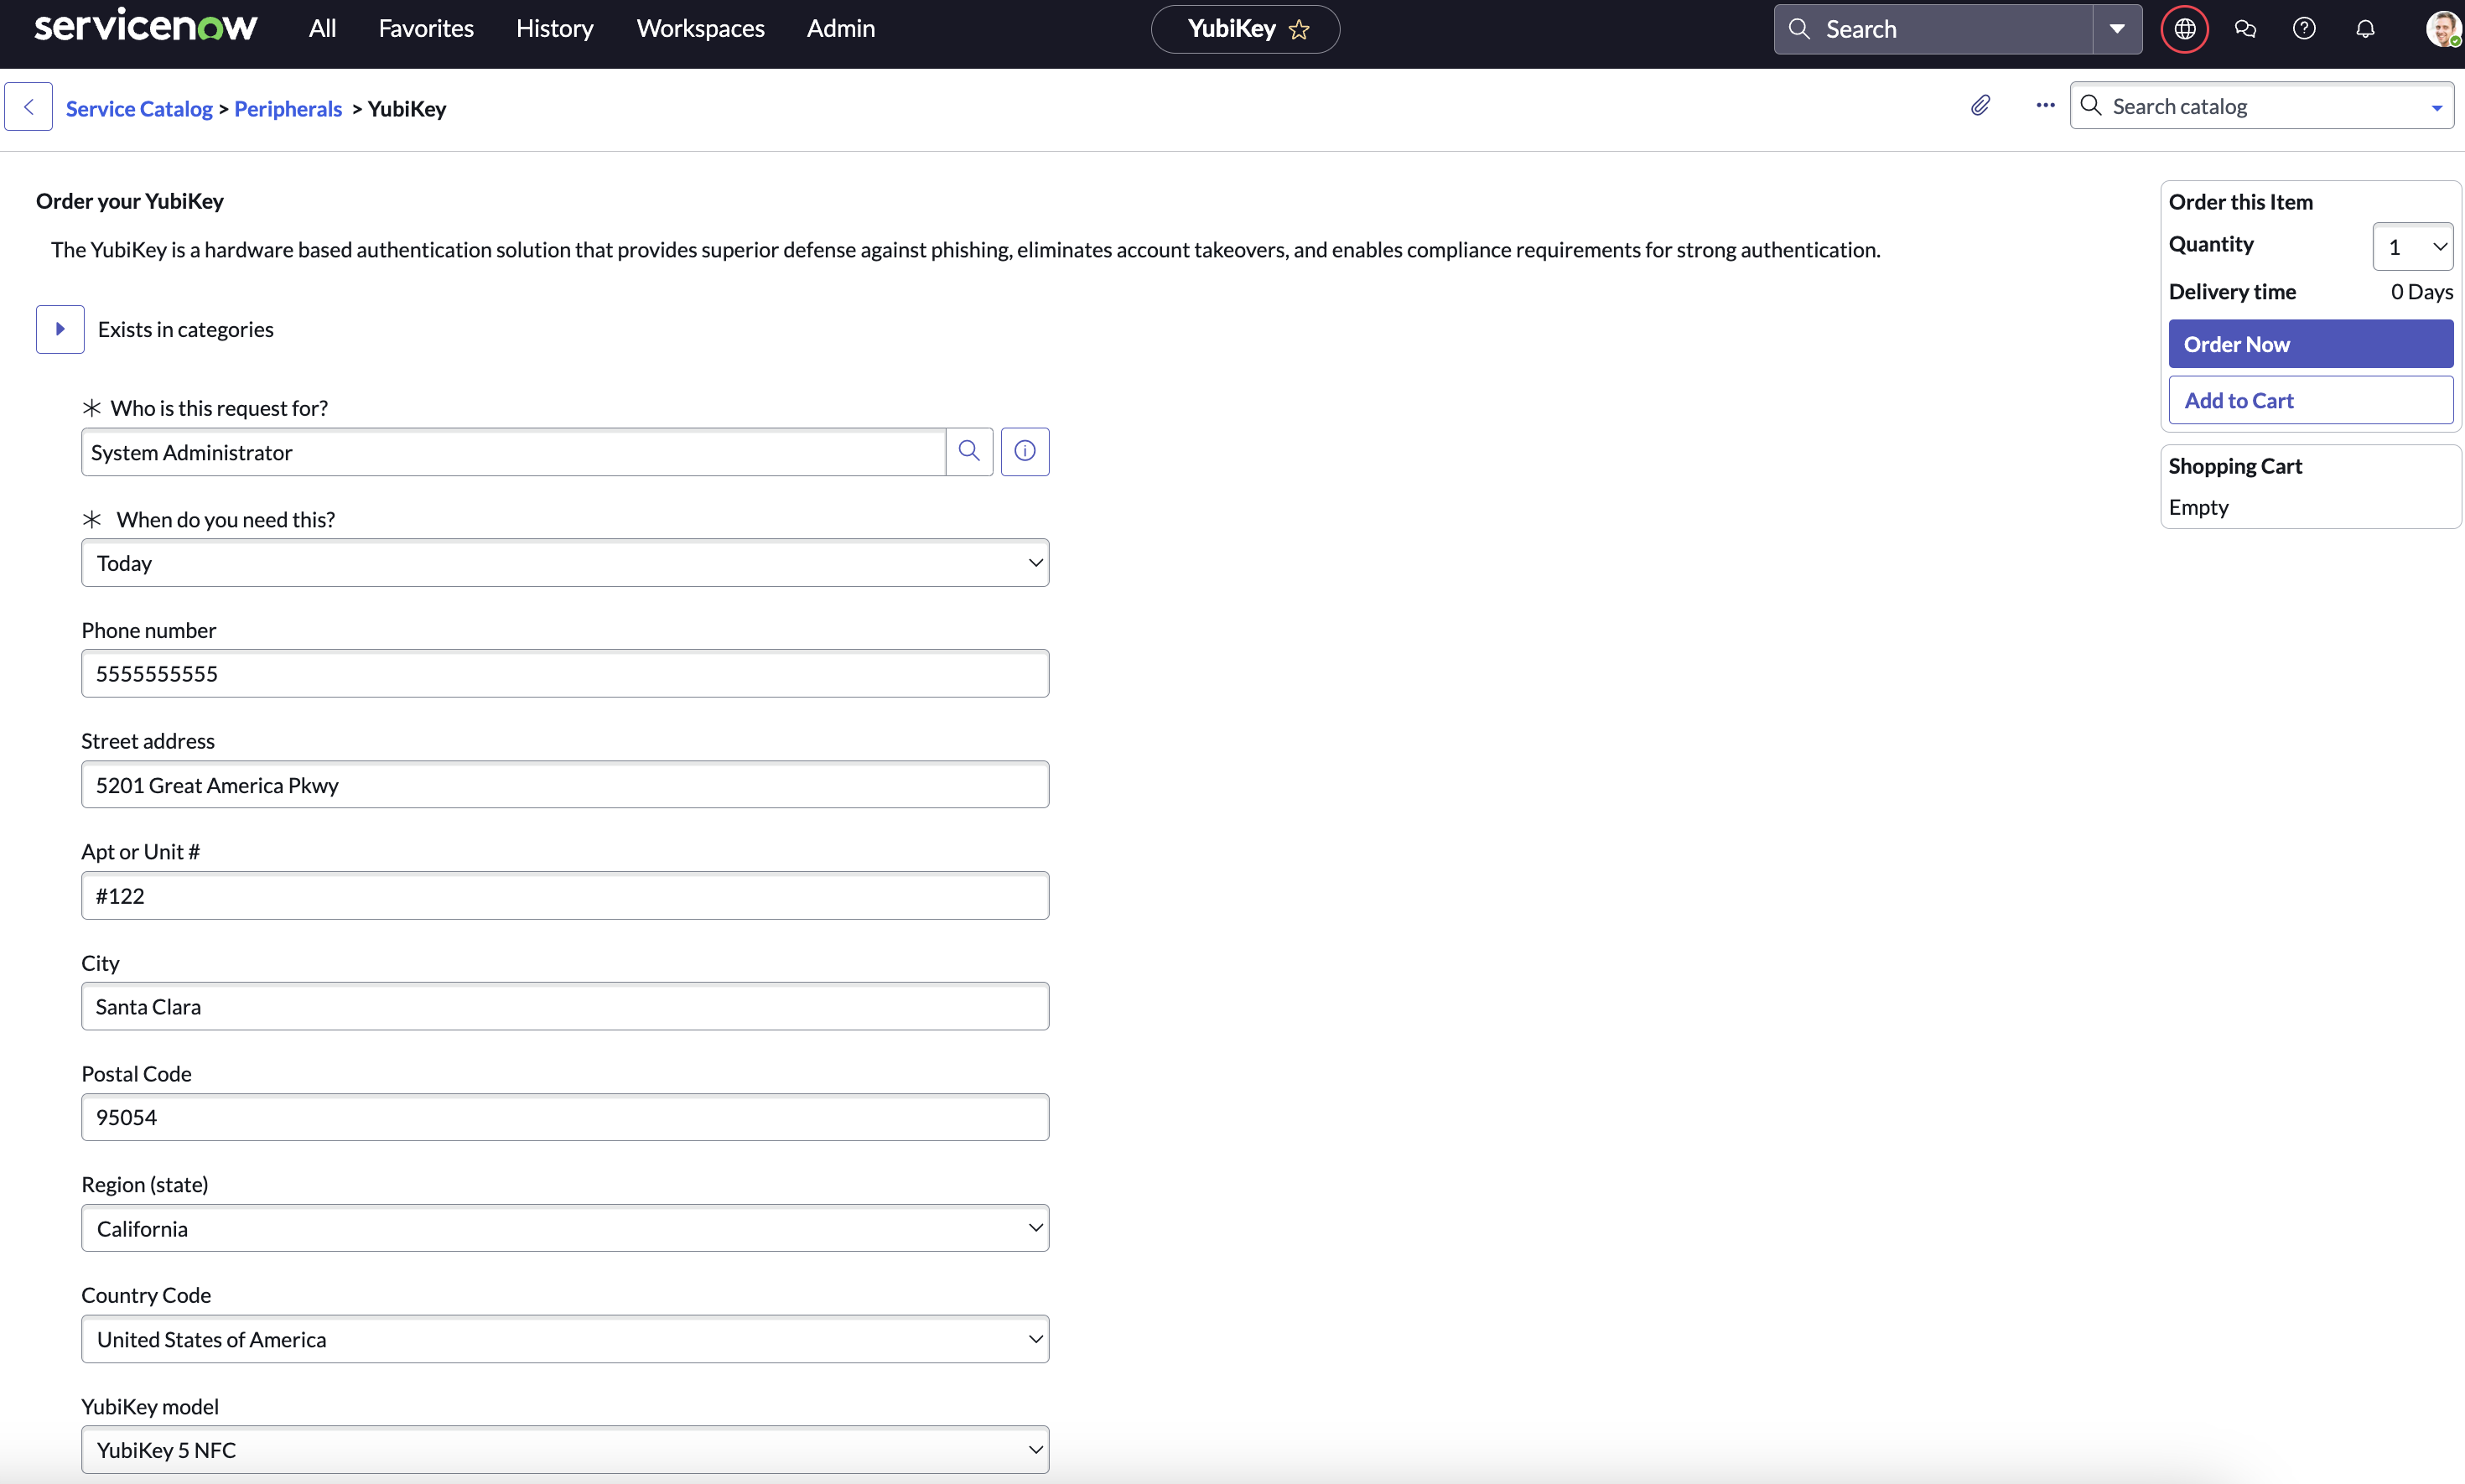 servicenow All Favorites History Workspaces Admin YubiKey Search
Service Catalog > Peripherals > YubiKey Search catalog
Order your YubiKey
The YubiKey is a hardware based authentication solution that provides superior defense against phishing, eliminates account takeovers, and enables compliance requirements for strong authentication.
Exists in categories
Who is this request for?
System Administrator
When do you need this?
Today
Phone number
5555555555
Street address
5201 Great America Pkwy
Apt or Unit #
#122
City
Santa Clara
Postal Code
95054
Region (state)
California
Country Code
United States of America
YubiKey model
YubiKey 5 NFC
Order this Item
Quantity 1
Delivery time 0 Days
Order Now
Add to Cart
Shopping Cart
Empty